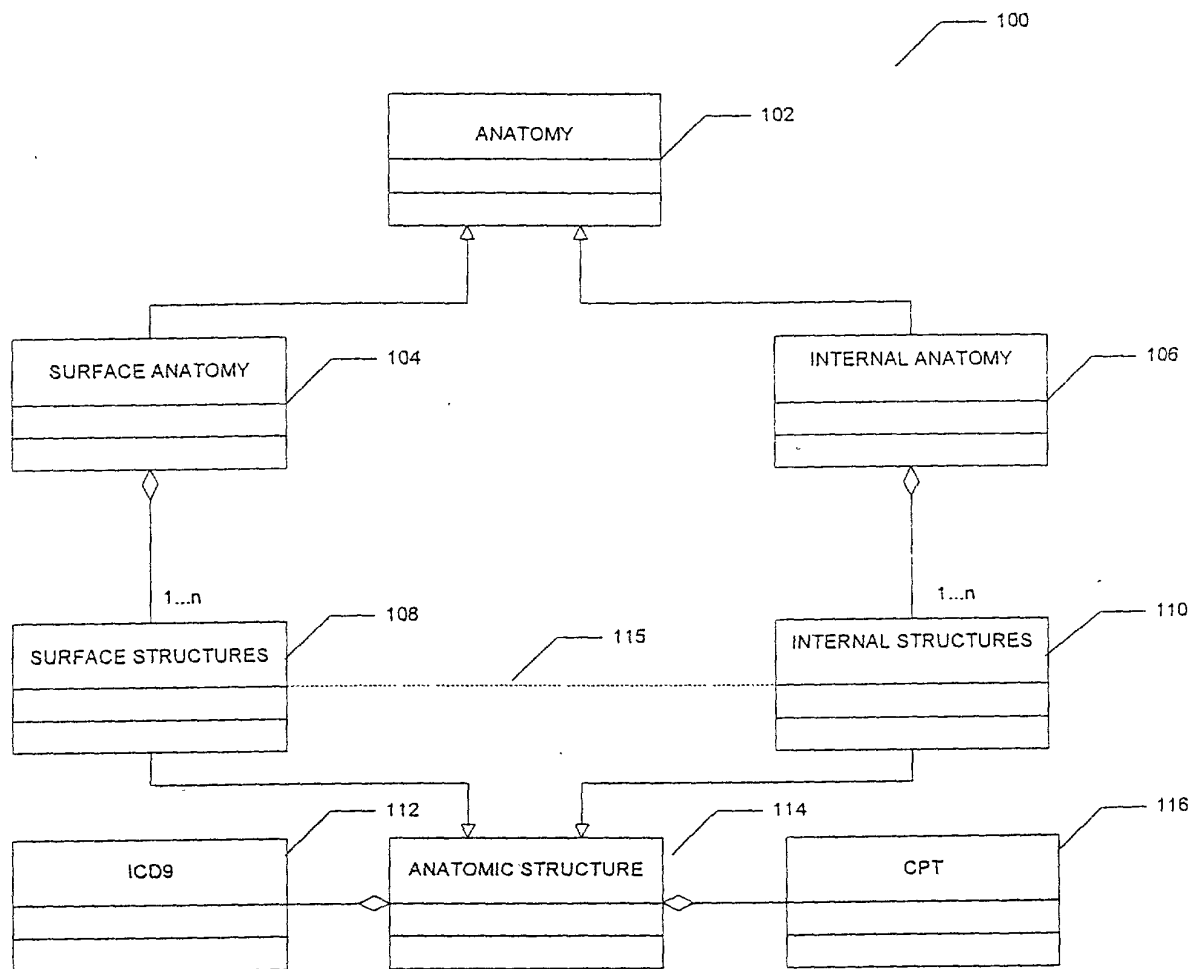 100
ANATOMY
102
SURFACE ANATOMY
104
INTERNAL ANATOMY
106
1...n
1...n
SURFACE STRUCTURES
108
115
INTERNAL STRUCTURES
110
ICD9
112
ANATOMIC STRUCTURE
114
CPT
116